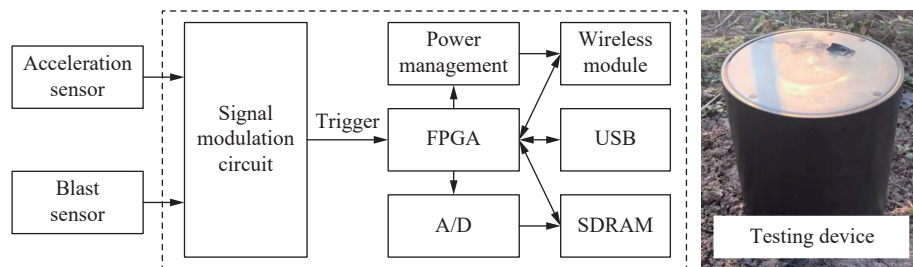 Acceleration
sensor
Blast
sensor
Signal
modulation
circuit
Trigger
Power
management
FPGA
A/D
Wireless
module
USB
SDRAM
Testing device